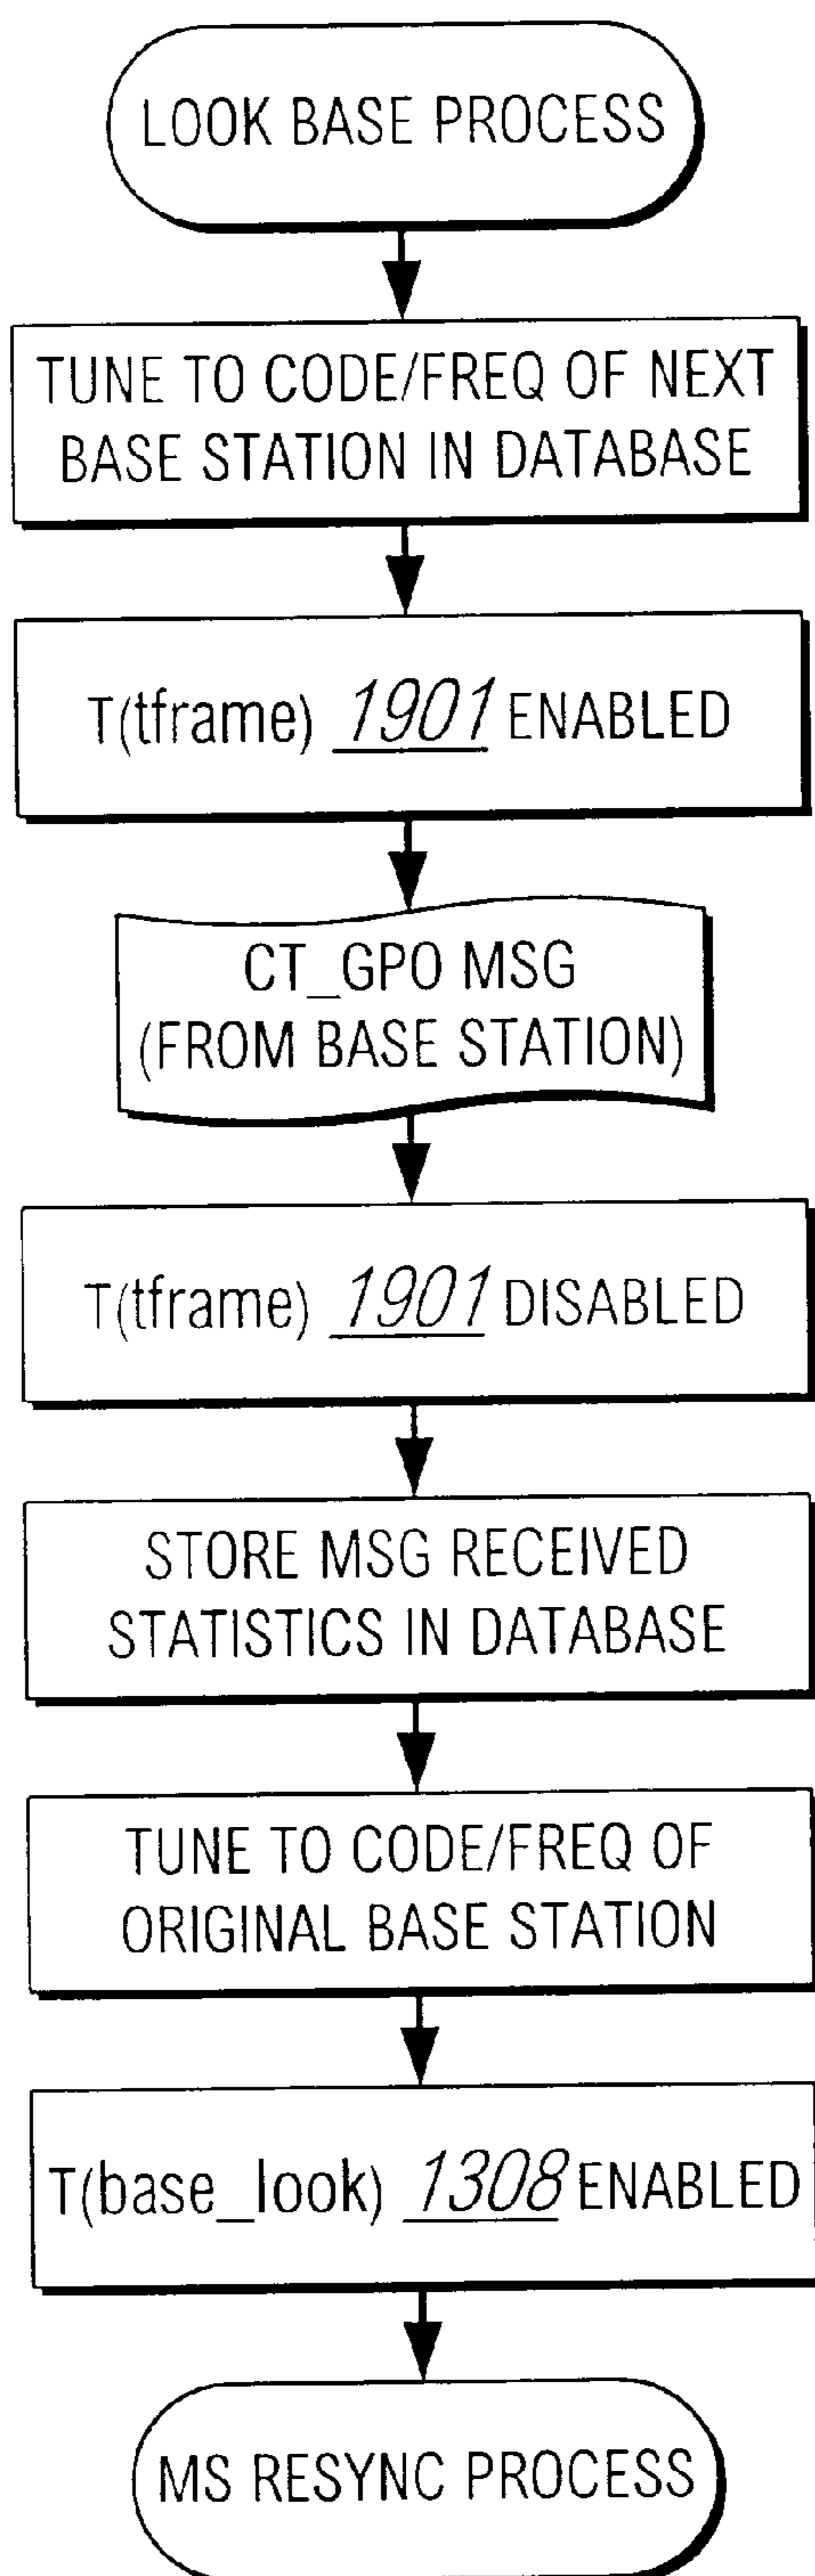 LOOK BASE PROCESS
TUNE TO CODE/FREQ OF NEXT
BASE STATION IN DATABASE
T(tframe) 1901 ENABLED
CT_GPO MSG
(FROM BASE STATION)
T(tframe) 1901 DISABLED
STORE MSG RECEIVED
STATISTICS IN DATABASE
TUNE TO CODE/FREQ OF
ORIGINAL BASE STATION
T(base_look) 1308 ENABLED
MS RESYNC PROCESS